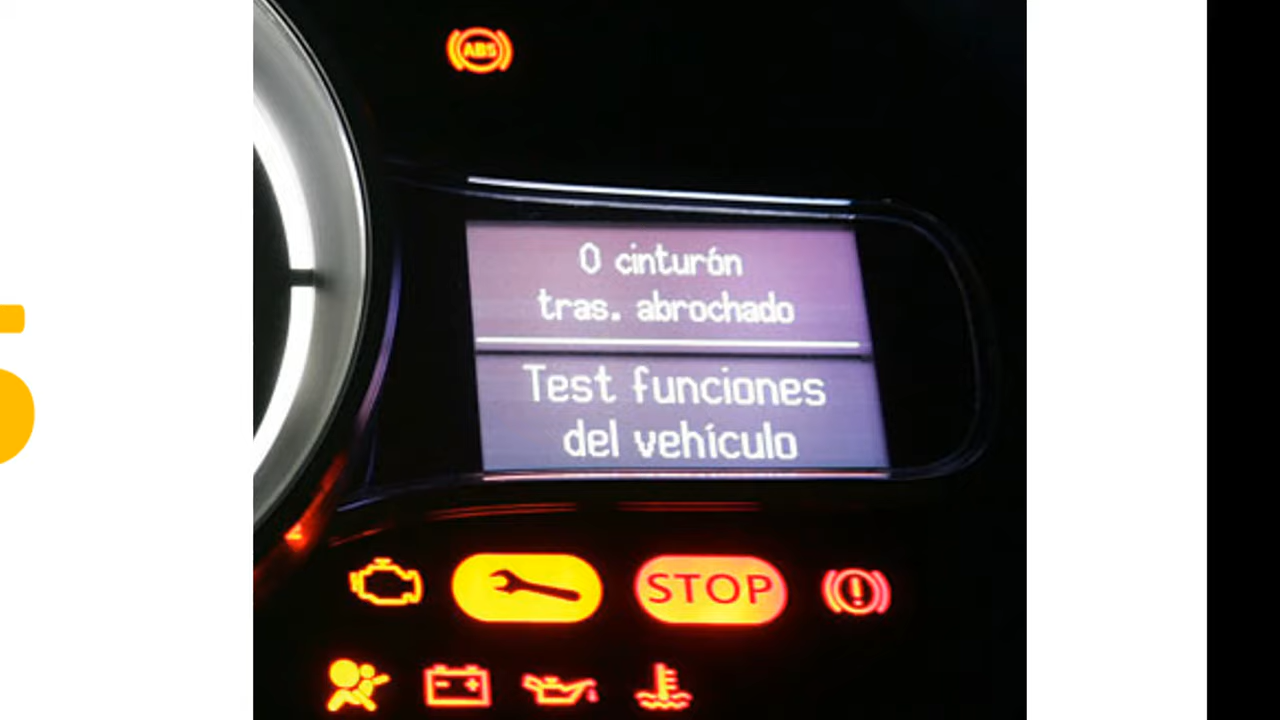 ABS
0 cinturón
tras. abrochado
Test funciones
del vehículo
STOP